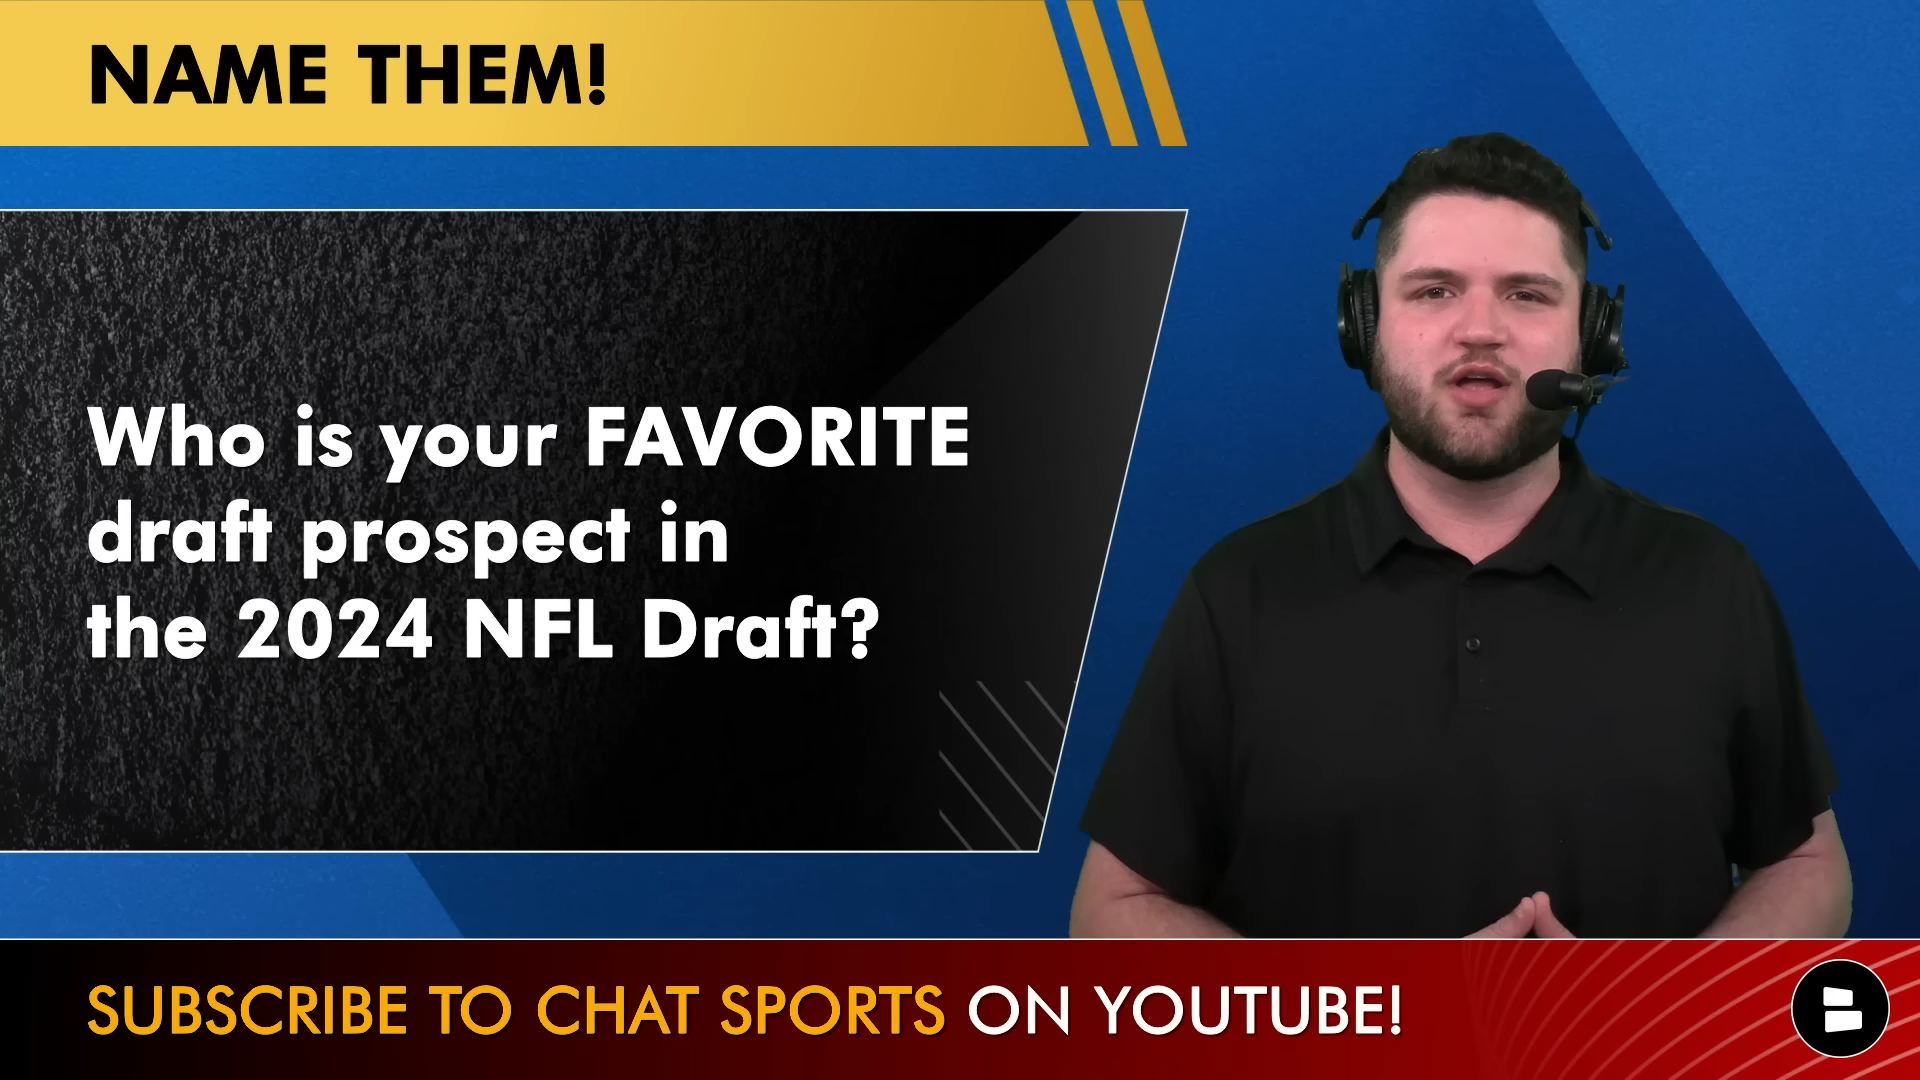 NAME THEM!
Who is your FAVORITE
draft prospect in
the 2024 NFL Draft?
SUBSCRIBE TO CHAT SPORTS ON YOUTUBE!